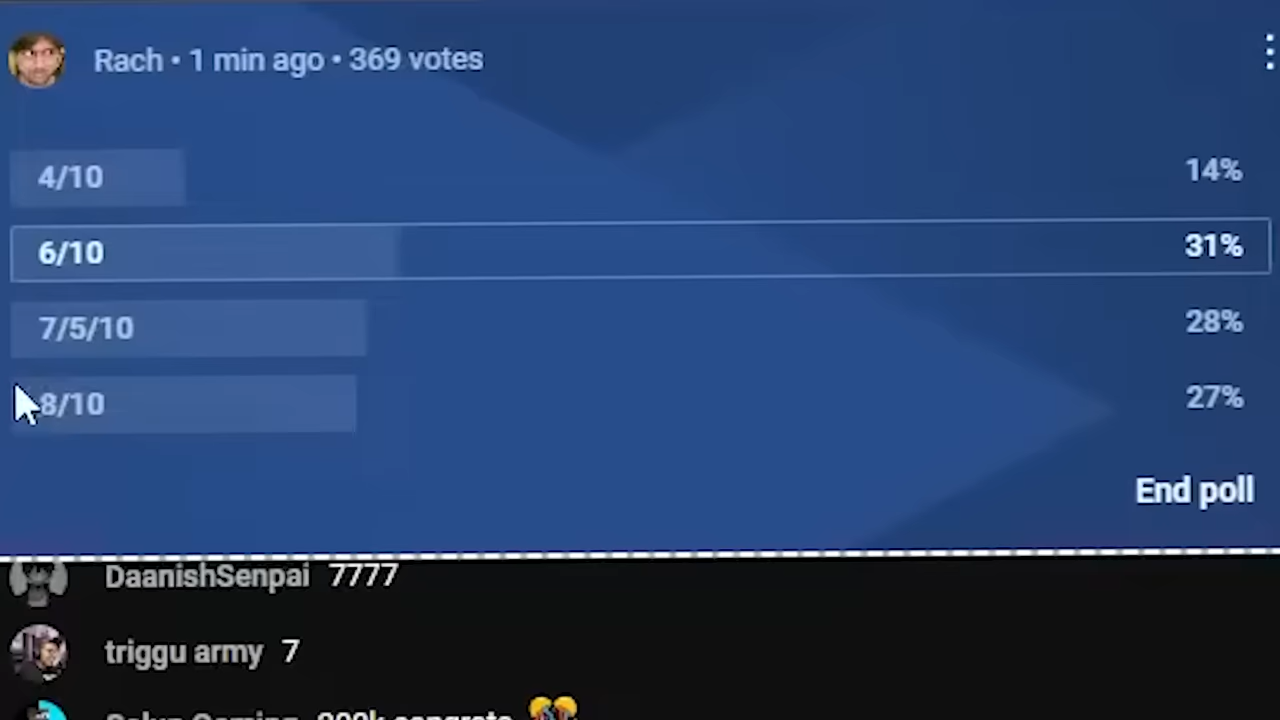 Rach • 1 min ago • 369 votes
4/10 14%
6/10 31%
7/5/10 28%
8/10 27%
End poll
DaanishSenpai 7777
triggu army 7